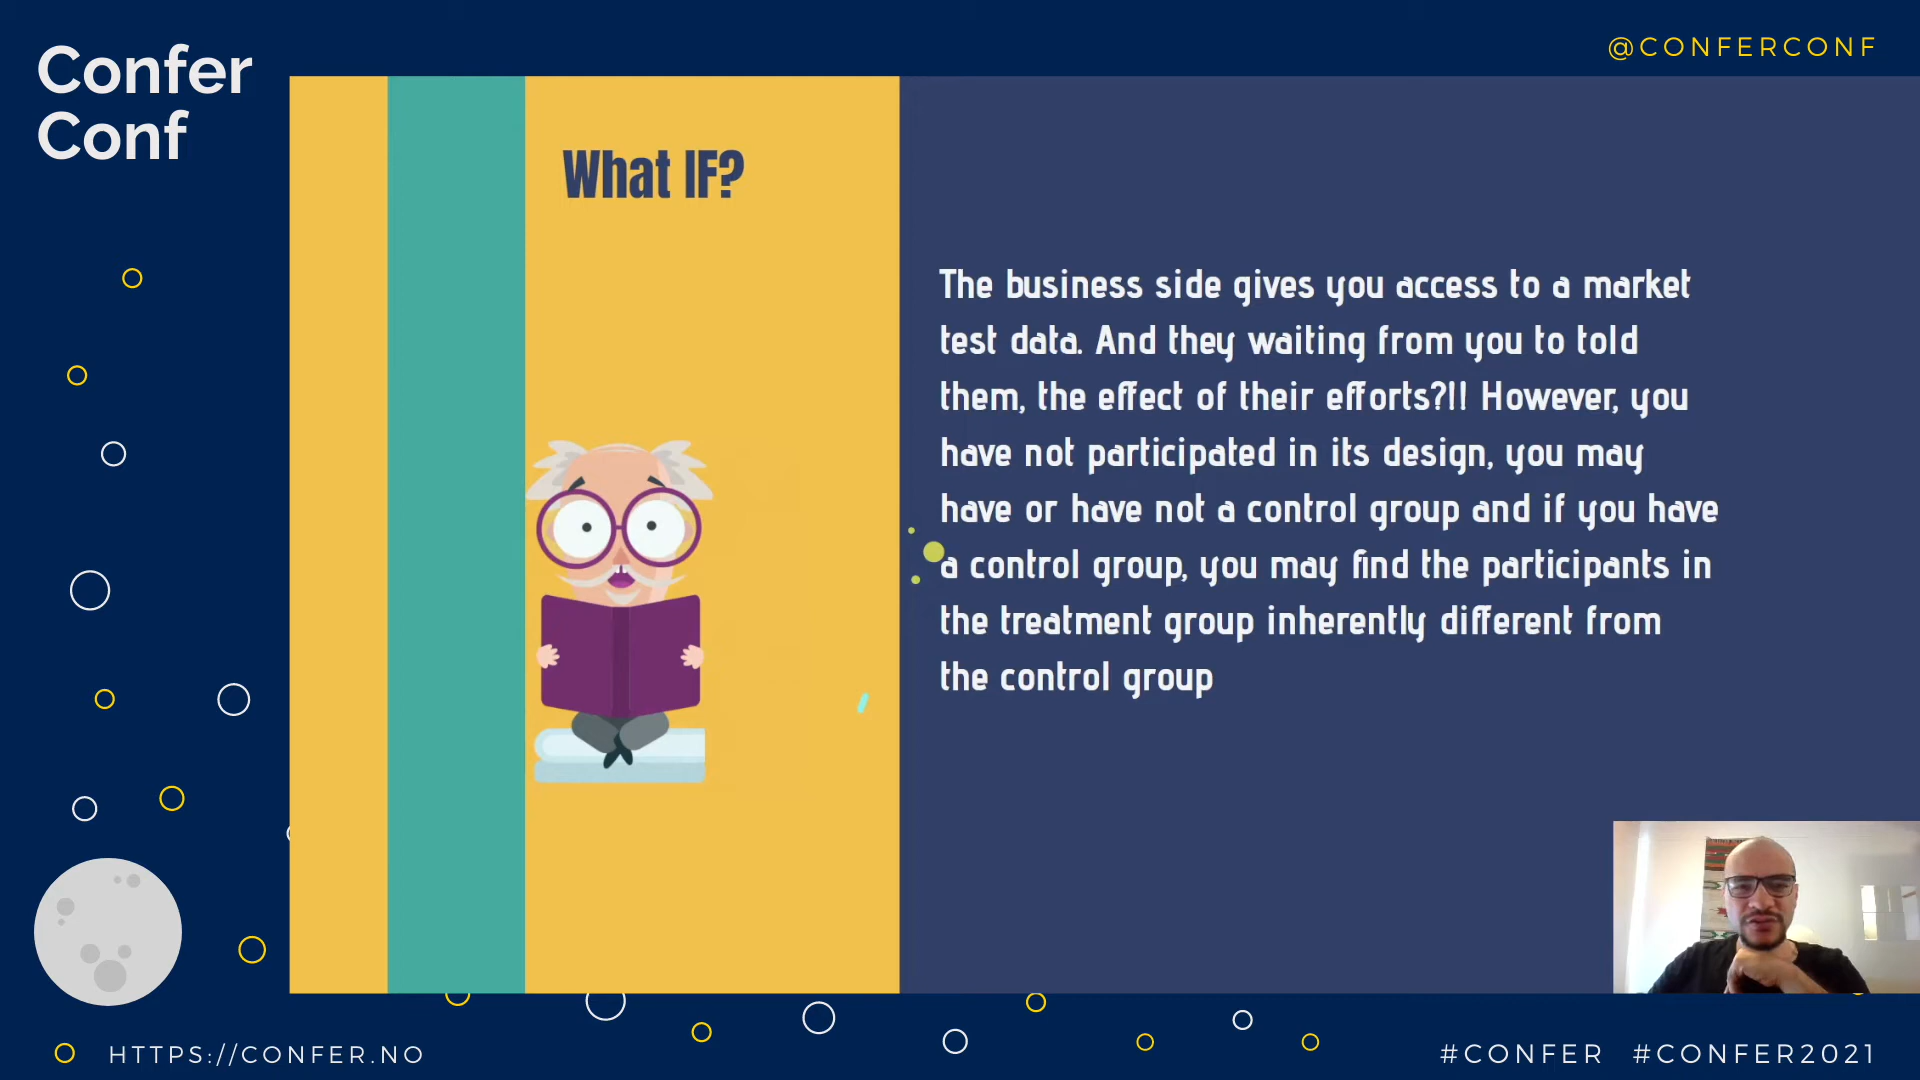 Confer
Conf
@CONFERCONF
What IF?
The business side gives you access to a market
test data. And they waiting from you to told
them, the effect of their efforts?!! However, you
have not participated in its design, you may
have or have not a control group and if you have
a control group, you may find the participants in
the treatment group inherently different from
the control group
HTTPS://CONFER.NO
#CONFER #CONFER2021